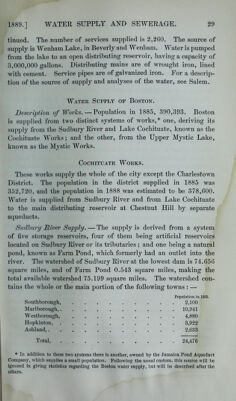 1889.] WATER SUPPLY AND SEWERAGE. 29
tinued. The number of services supplied is 2,260. The source of
supply is Wenham Lake, in Beverly and Wenham. Water is pumped
from the lake to an open distributing reservoir, having a capacity of
3,000,000 gallons. Distributing mains are of wrought iron, lined
with cement. Service pipes are of galvanized iron. For a descrip-
tion of the source of supply and analyses of the water, see Salem.
WATER SUPPLY OF BOSTON.
Description of Works. — Population in 1885, 390,393. Boston
is supplied from two distinct systems of works,* one, deriving its
supply from the Sudbury River and Lake Cochituate, known as the
Cochituate Works; and the other, from the Upper Mystic Lake,
known as the Mystic Works.
COCHITUATE WORKS.
These works supply the whole of the city except the Charlestown
District. The population in the district supplied in 1885 was
352,720, and the population in 1888 was estimated to be 378,600.
Water is supplied from Sudbury River and from Lake Cochituate
to the main distributing reservoir at Chestnut Hill by separate
aqueducts.
Sudbury River Supply. — The supply is derived from a system
of five storage reservoirs, four of them being artificial reservoirs
located on Sudbury River or its tributaries; and one being a natural
pond, known as Farm Pond, which formerly had an outlet into the
river. The watershed of Sudbury River at the lowest dam is 74.656
square miles, and of Farm Pond 0.543 square miles, making the
total available watershed 75.199 square miles. The watershed con-
tains the whole or the main portion of the following towns: —
Population in 1885.
Southborough, 2,100
Marlborough, 10,941
Westborough, 4,880
Hopkinton, 3,922
Ashland, 2,633
Total, 24,476
* In addition to these two systems there is another, owned by the Jamaica Pond Aqueduct
Company, which supplies a small population. Following the usual custom, this source will be
ignored in giving statistics regarding the Boston water supply, but will be described after the
others.